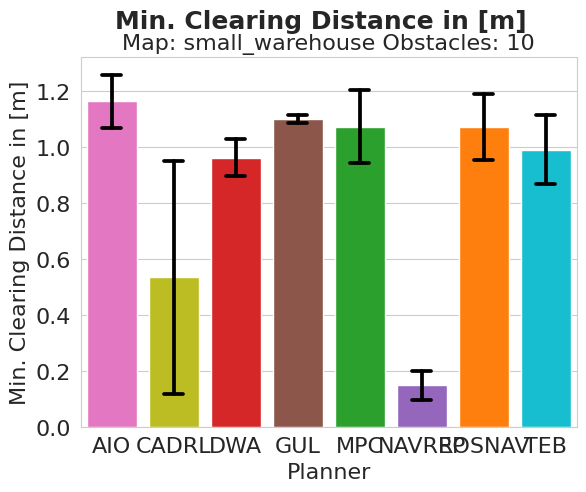 Min. Clearing Distance in [m]
Map: small_warehouse Obstacles: 10
Min. Clearing Distance in [m]
1.2
1.0
0.8
0.6
0.4
0.2
0.0
AIO CADRL DWA GUL MPC NAVREP ROSNAV TEB
Planner